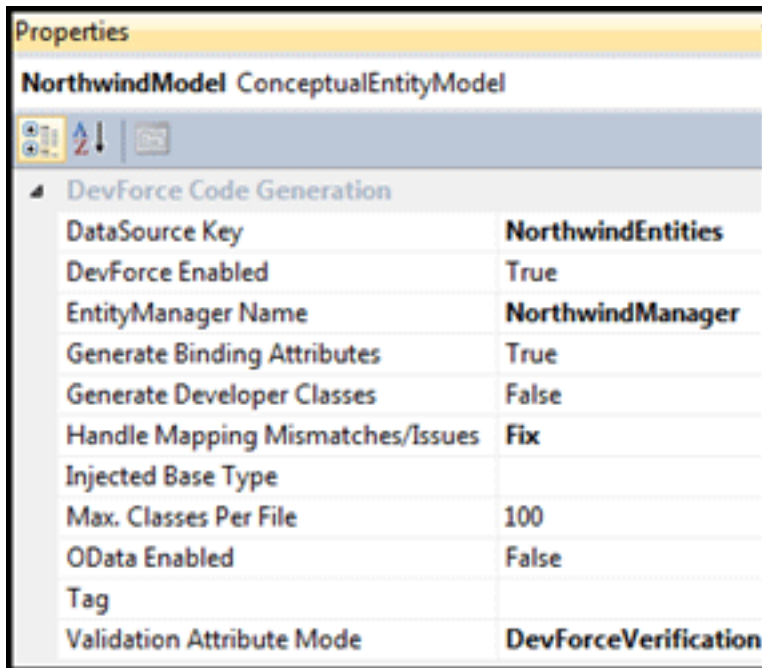 Properties
NorthwindModel ConceptualEntityModel
DevForce Code Generation
DataSource Key NorthwindEntities
DevForce Enabled True
EntityManager Name NorthwindManager
Generate Binding Attributes True
Generate Developer Classes False
Handle Mapping Mismatches/Issues Fix
Injected Base Type
Max. Classes Per File 100
OData Enabled False
Tag
Validation Attribute Mode DevForceVerification